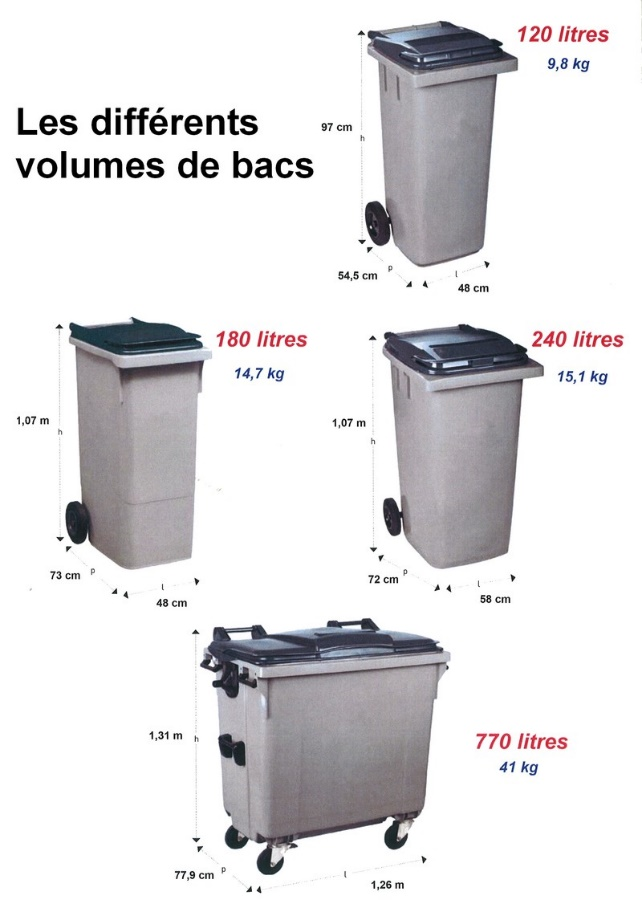 Les différents
volumes de bacs
120 litres
9,8 kg
97 cm
h
54,5 cm
p
l
48 cm
180 litres
14,7 kg
1,07 m
h
73 cm
p
l
48 cm
240 litres
15,1 kg
1,07 m
h
72 cm
p
l
58 cm
770 litres
41 kg
1,31 m
h
77,9 cm
p
l
1,26 m